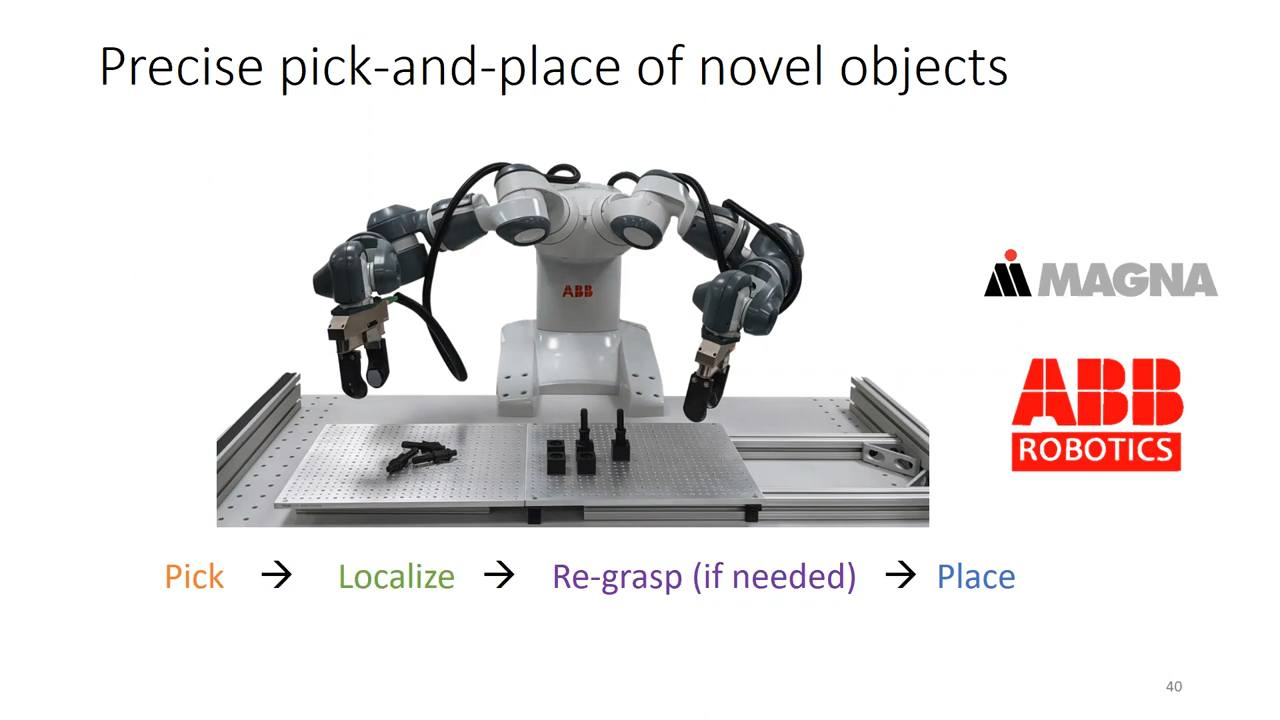 Precise pick-and-place of novel objects
ABB
MAGNA
ABB
ROBOTICS
Pick → Localize → Re-grasp (if needed) → Place
40